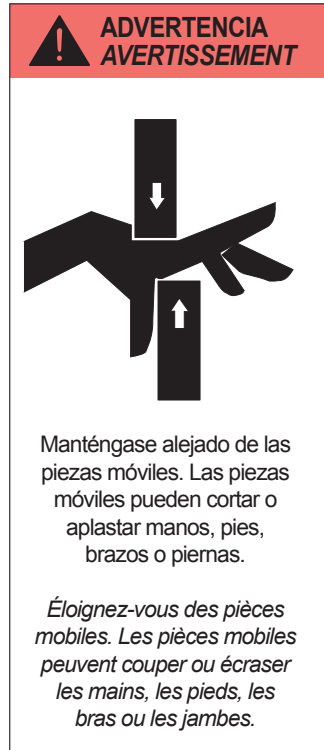 ADVERTENCIA
AVERTISSEMENT
Manténgase alejado de las
piezas móviles. Las piezas
móviles pueden cortar o
aplastar manos, pies,
brazos o piernas.
Éloignez-vous des pièces
mobiles. Les pièces mobiles
peuvent couper ou écraser
les mains, les pieds, les
bras ou les jambes.